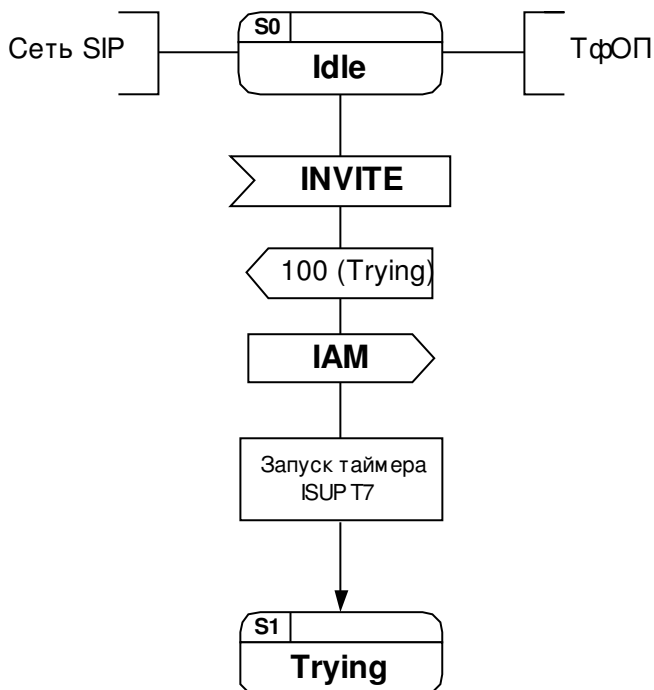 Сеть SIP
S0
Idle
ТфОП
INVITE
100 (Trying)
IAM
Запуск таймера
ISUP T7
S1
Trying